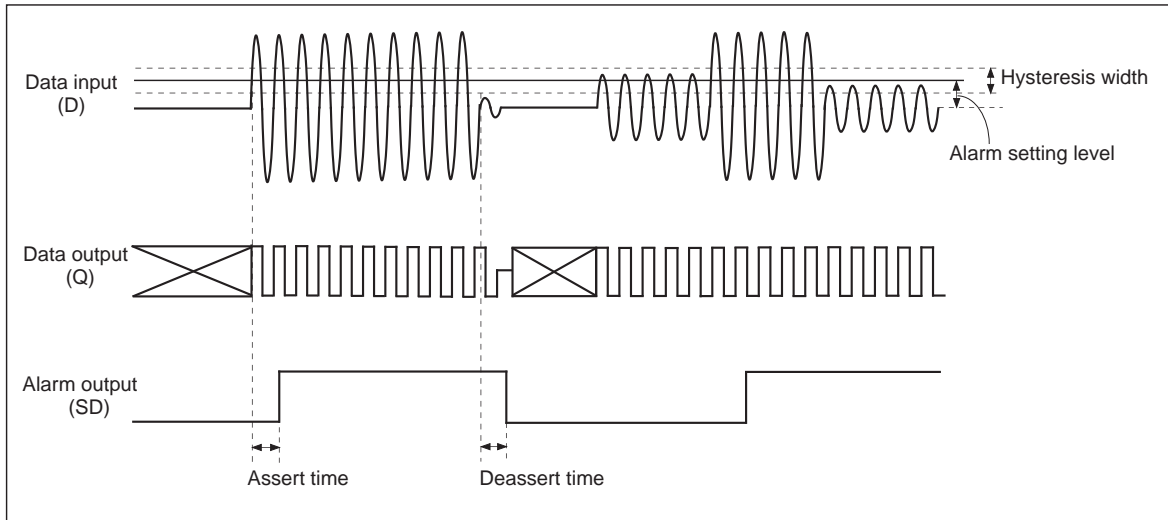 Data input
(D)
Hysteresis width
Alarm setting level
Data output
(Q)
Alarm output
(SD)
Assert time
Deassert time